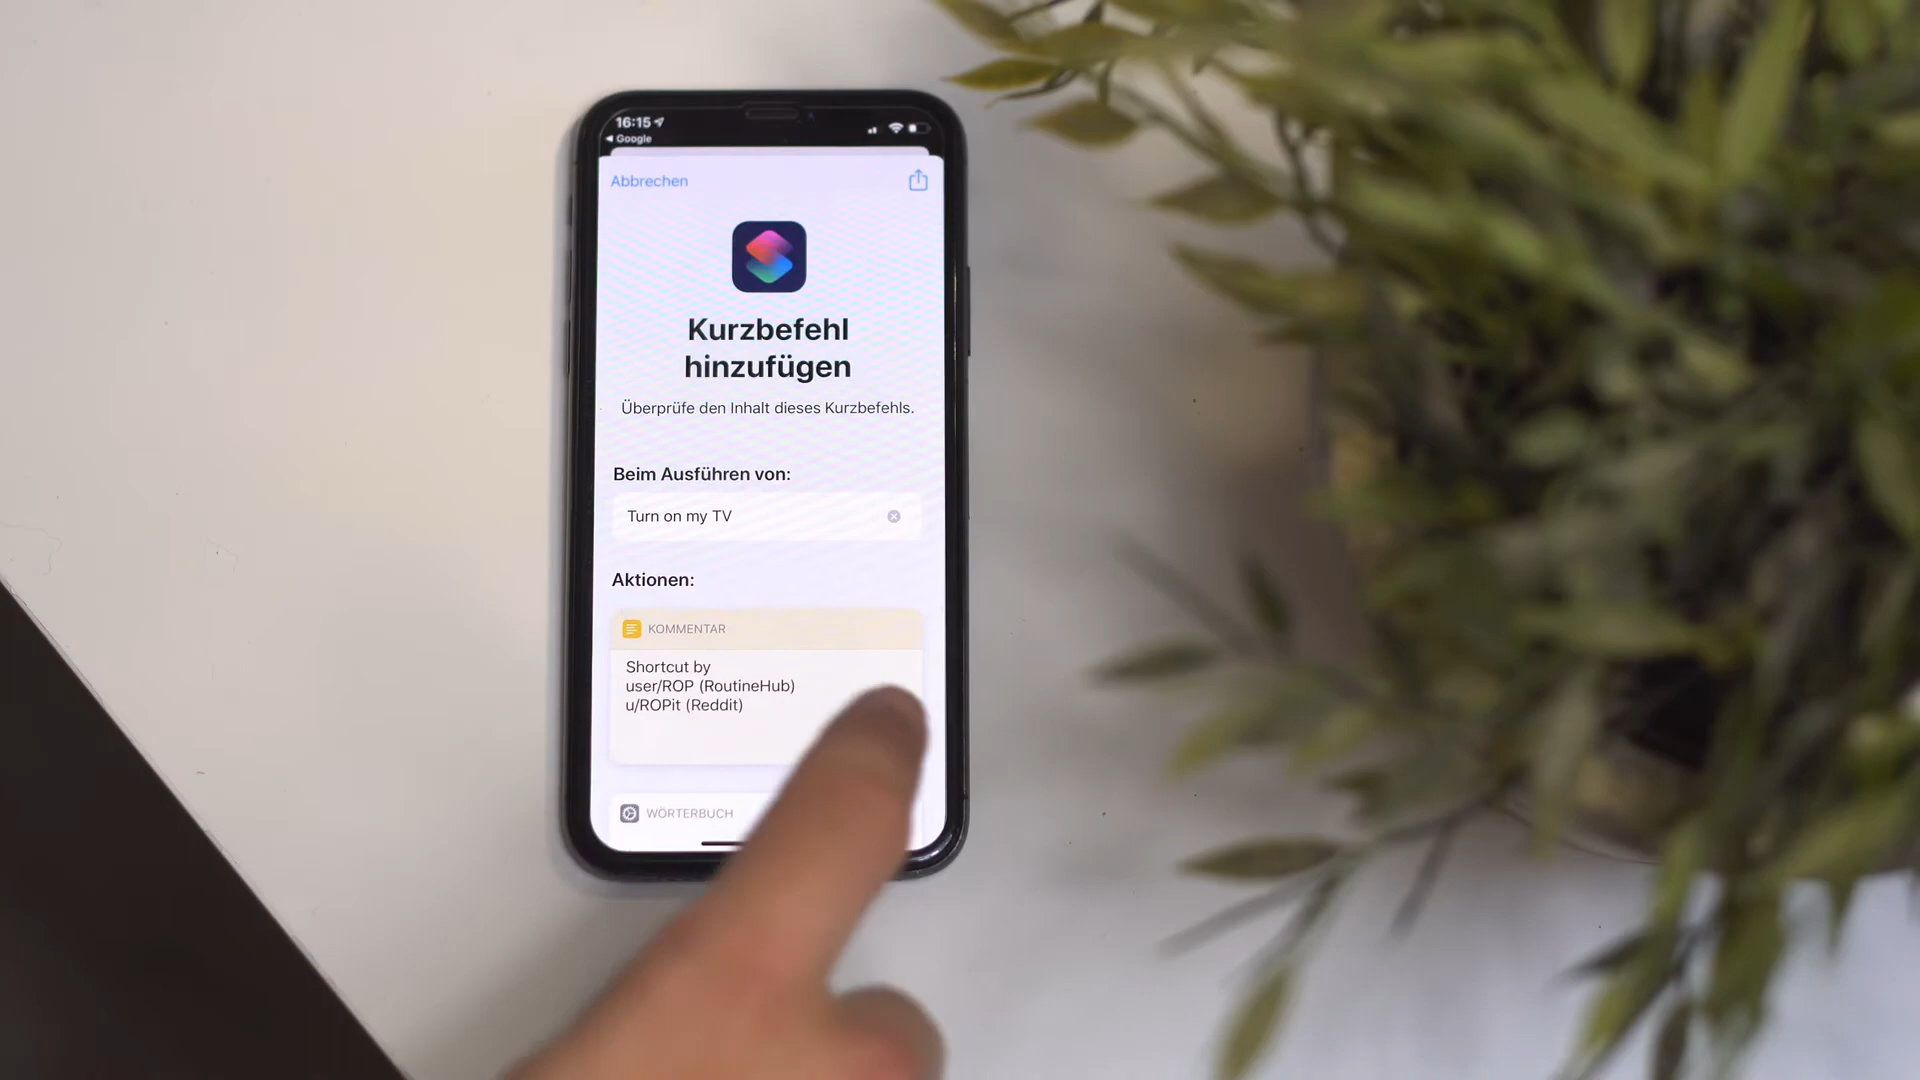 16:15
Google
Abbrechen
Kurzbefehl
hinzufügen
Überprüfe den Inhalt dieses Kurzbefehls.
Beim Ausführen von:
Turn on my TV
Aktionen:
KOMMENTAR
Shortcut by
user/ROP (RoutineHub)
u/ROPit (Reddit)
WÖRTERBUCH